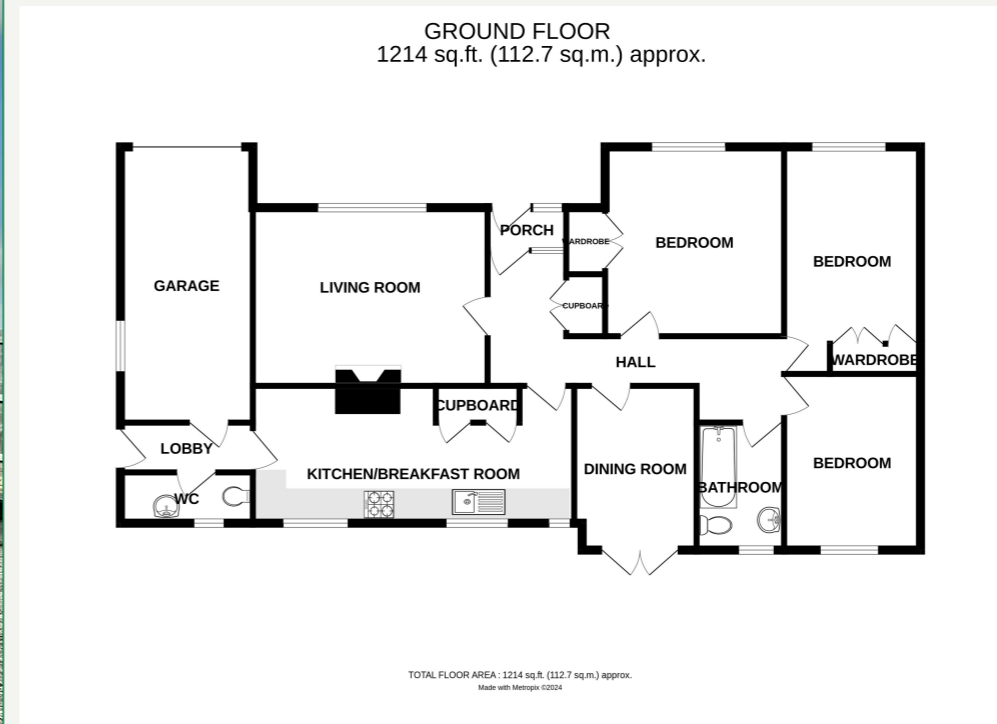 GROUND FLOOR
1214 sq.ft. (112.7 sq.m.) approx.
PORCH
WARDROBE
BEDROOM
BEDROOM
GARAGE
LIVING ROOM
CUPBOARD
HALL
WARDROBE
CUPBOARD
LOBBY
KITCHEN/BREAKFAST ROOM
DINING ROOM
BEDROOM
BATHROOM
WC
TOTAL FLOOR AREA : 1214 sq.ft. (112.7 sq.m.) approx.
Made with Metropix ©2024